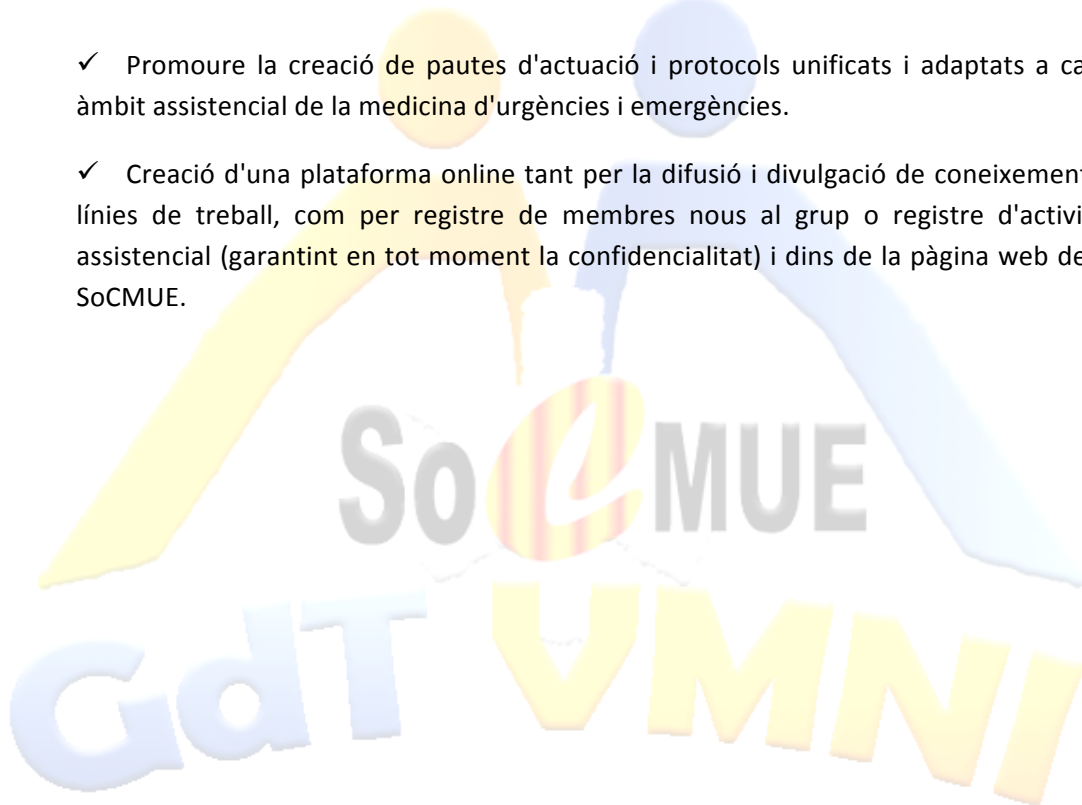 ✓ Promoure la creació de pautes d'actuació i protocols unificats i adaptats a ca
àmbit assistencial de la medicina d'urgències i emergències.
✓ Creació d'una plataforma online tant per la difusió i divulgació de coneixement
línies de treball, com per registre de membres nous al grup o registre d'activi
assistencial (garantint en tot moment la confidencialitat) i dins de la pàgina web de
SoCMUE.
SoCMUE
GdT VMNI